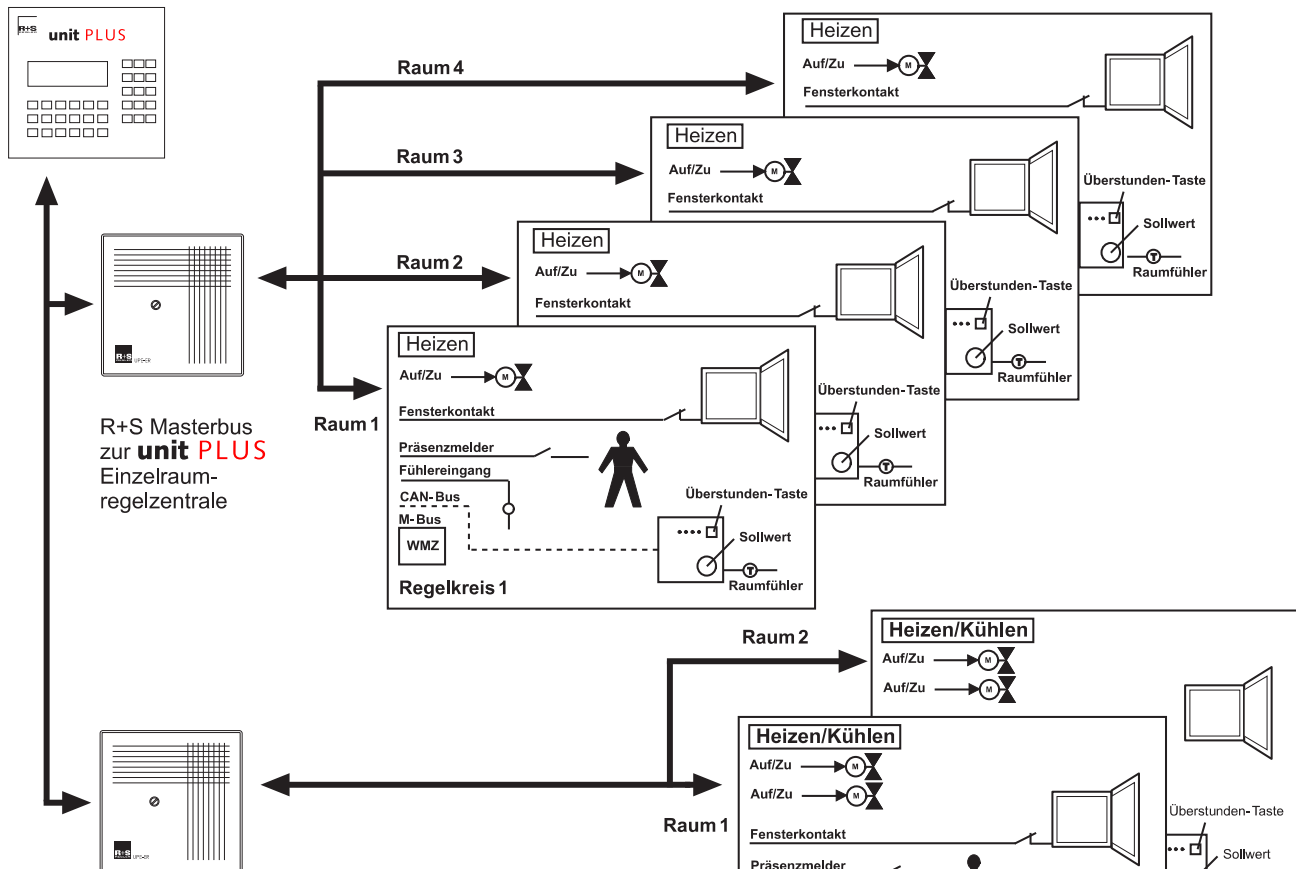 R+S
unit PLUS
Raum 4
Heizen
Auf/Zu
M
Fensterkontakt
Überstunden-Taste
Sollwert
T
Raumfühler
Raum 3
Heizen
Auf/Zu
M
Fensterkontakt
Überstunden-Taste
Sollwert
T
Raumfühler
Raum 2
Heizen
Auf/Zu
M
Fensterkontakt
Überstunden-Taste
Sollwert
T
Raumfühler
Raum 1
Heizen
Auf/Zu
M
Fensterkontakt
Präsenzmelder
Fühlereingang
CAN-Bus
M-Bus
WMZ
Überstunden-Taste
Sollwert
T
Raumfühler
Regelkreis 1
R+S
R+S Masterbus
zur unit PLUS
Einzelraum-
regelzentrale
Raum 2
Heizen/Kühlen
Auf/Zu
M
Auf/Zu
M
Überstunden-Taste
Sollwert
Raum 1
Heizen/Kühlen
Auf/Zu
M
Auf/Zu
M
Fensterkontakt
Präsenzmelder
R+S